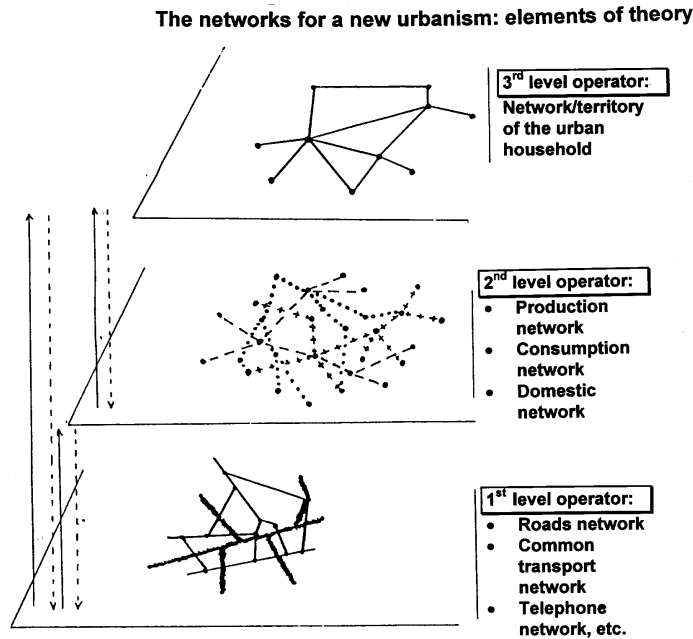 The networks for a new urbanism: elements of theory
3rd level operator:
Network/territory
of the urban
household
2nd level operator:
• Production
network
• Consumption
network
• Domestic
network
1st level operator:
• Roads network
• Common
transport
network
• Telephone
network, etc.